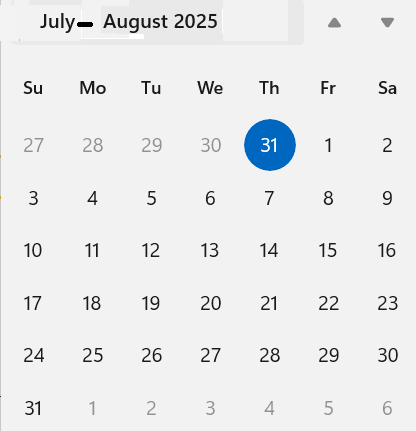 July – August 2025
Su Mo Tu We Th Fr Sa
27 28 29 30 31 1 2
3 4 5 6 7 8 9
10 11 12 13 14 15 16
17 18 19 20 21 22 23
24 25 26 27 28 29 30
31 1 2 3 4 5 6